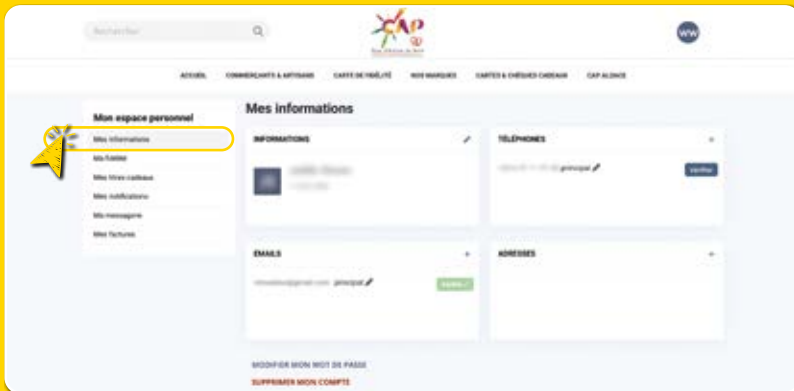 Rechercher
CAP
WW
ACCUEIL COMMERÇANTS & ARTISANS CARTE DE FIDÉLITÉ NOS MARQUES CARTES & CHÈQUES CADEAUX CAP ALSACE
Mon espace personnel
Mes informations
Ma famille
Mes titres cadeaux
Mes notifications
Ma messagerie
Mes factures
Mes informations
INFORMATIONS
TÉLÉPHONES +
principal
Vérifier
EMAILS +
principal
ADRESSES +
MODIFIER MON MOT DE PASSE
SUPPRIMER MON COMPTE